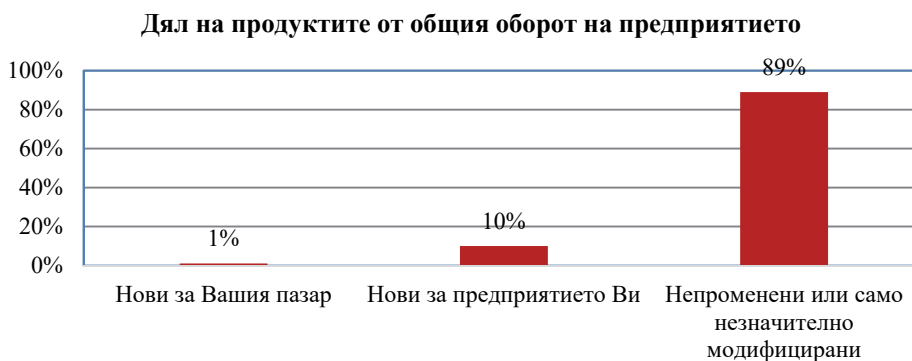 Дял на продуктите от общия оборот на предприятието
100%
80%
60%
40%
20%
0%
1%
10%
89%
Нови за Вашия пазар
Нови за предприятието Ви
Непроменени или само
незначително
модифицирани